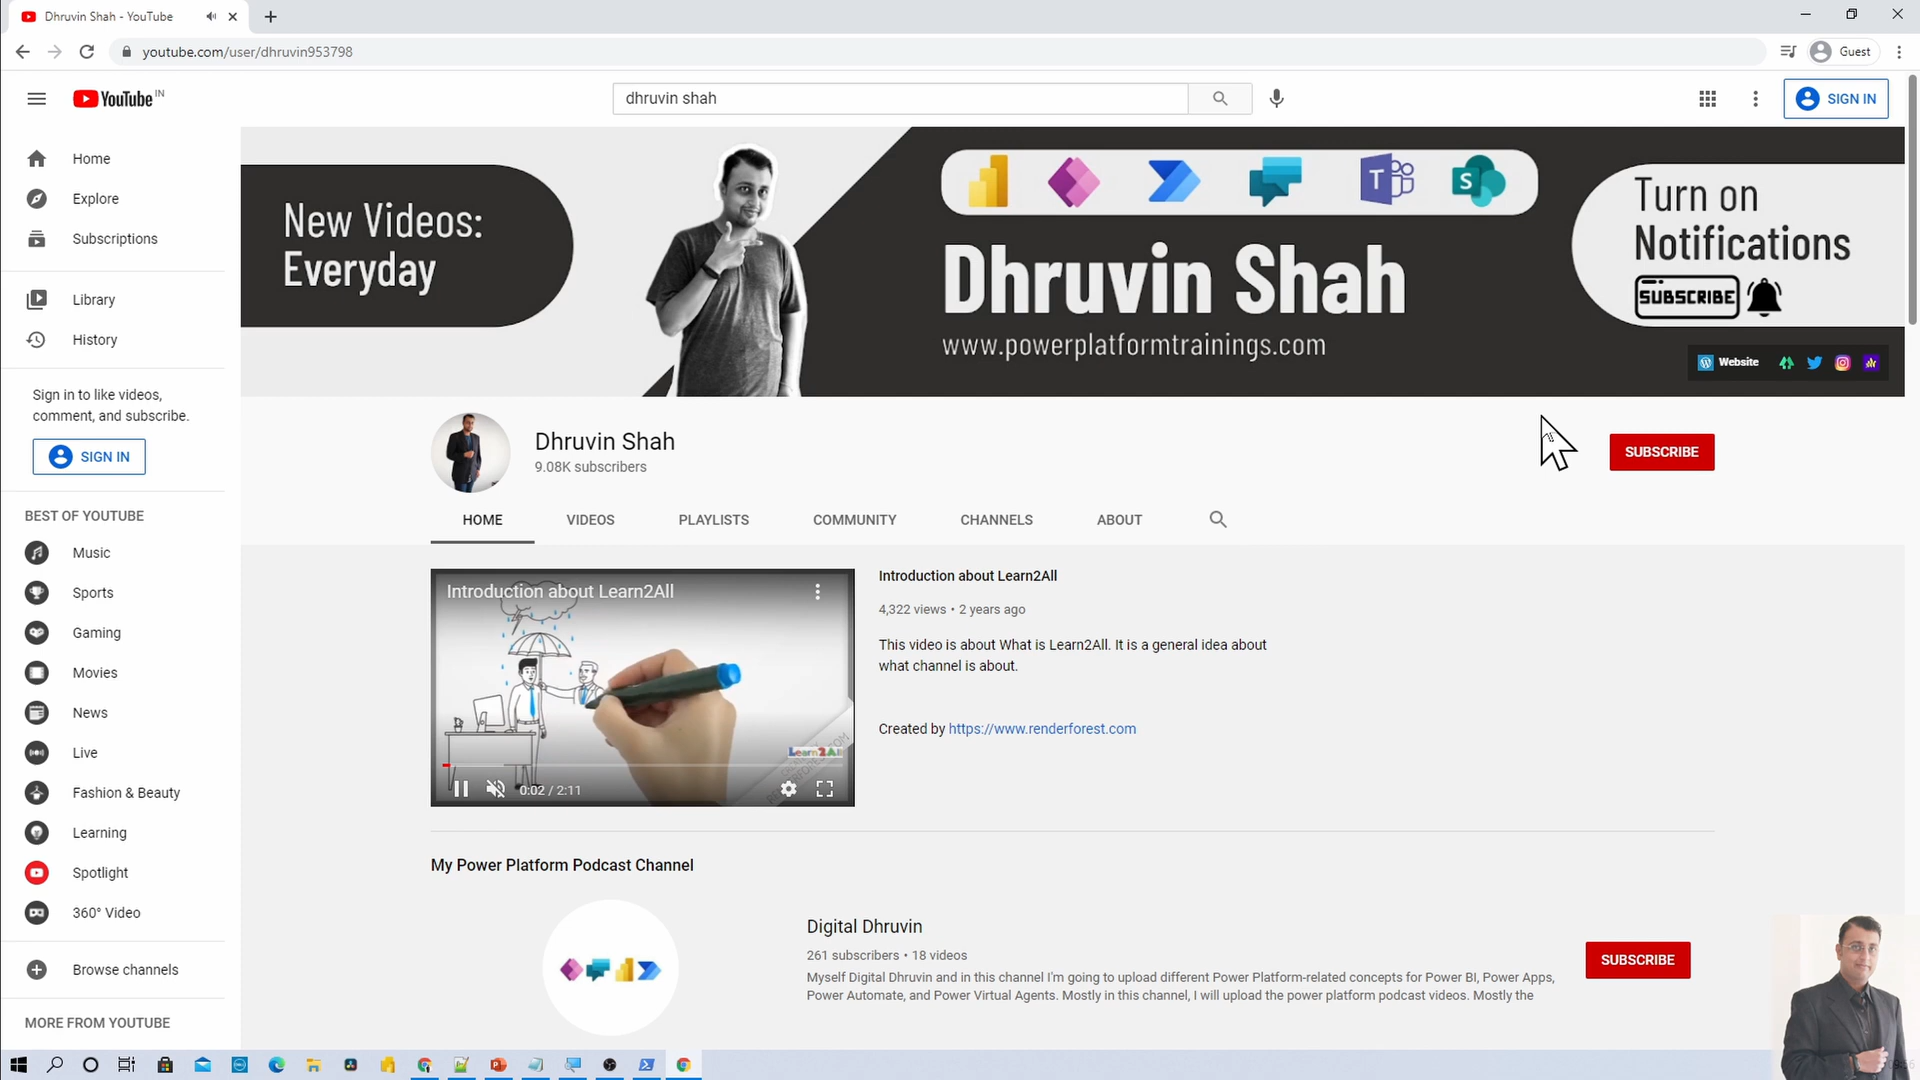 Dhruvin Shah - YouTube
youtube.com/user/dhruvin953798
Guest
YouTube IN
dhruvin shah
SIGN IN
Home
Explore
Subscriptions
Library
History
Sign in to like videos,
comment, and subscribe.
SIGN IN
BEST OF YOUTUBE
Music
Sports
Gaming
Movies
News
Live
Fashion & Beauty
Learning
Spotlight
360° Video
Browse channels
MORE FROM YOUTUBE
New Videos:
Everyday
T
S
Dhruvin Shah
www.powerplatformtrainings.com
Turn on
Notifications
SUBSCRIBE
Website
Dhruvin Shah
9.08K subscribers
SUBSCRIBE
HOME VIDEOS PLAYLISTS COMMUNITY CHANNELS ABOUT
Introduction about Learn2All
Learn2All
0:02 / 2:11
Introduction about Learn2All
4,322 views • 2 years ago
This video is about What is Learn2All. It is a general idea about
what channel is about.
Created by https://www.renderforest.com
My Power Platform Podcast Channel
Digital Dhruvin
261 subscribers • 18 videos
Myself Digital Dhruvin and in this channel I'm going to upload different Power Platform-related concepts for Power BI, Power Apps,
Power Automate, and Power Virtual Agents. Mostly in this channel, I will upload the power platform podcast videos. Mostly the
SUBSCRIBE